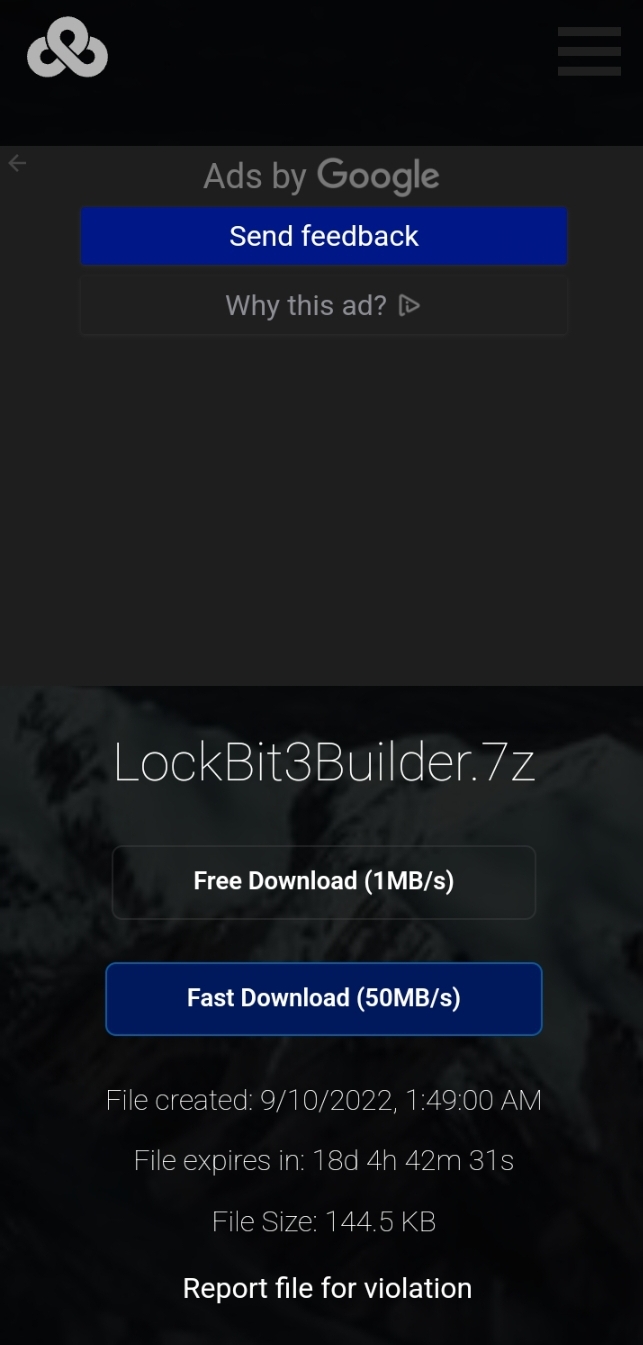 Ads by Google
Send feedback
Why this ad?
LockBit3Builder.7z
Free Download (1MB/s)
Fast Download (50MB/s)
File created: 9/10/2022, 1:49:00 AM
File expires in: 18d 4h 42m 31s
File Size: 144.5 KB
Report file for violation